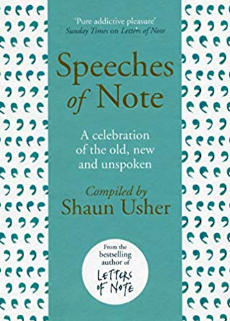 'Pure addictive pleasure'
Sunday Times on Letters of Note
Speeches
of Note
A celebration
of the old, new
and unspoken
Compiled by
Shaun Usher
From the
bestselling
author of
LETTERS
OF NOTE